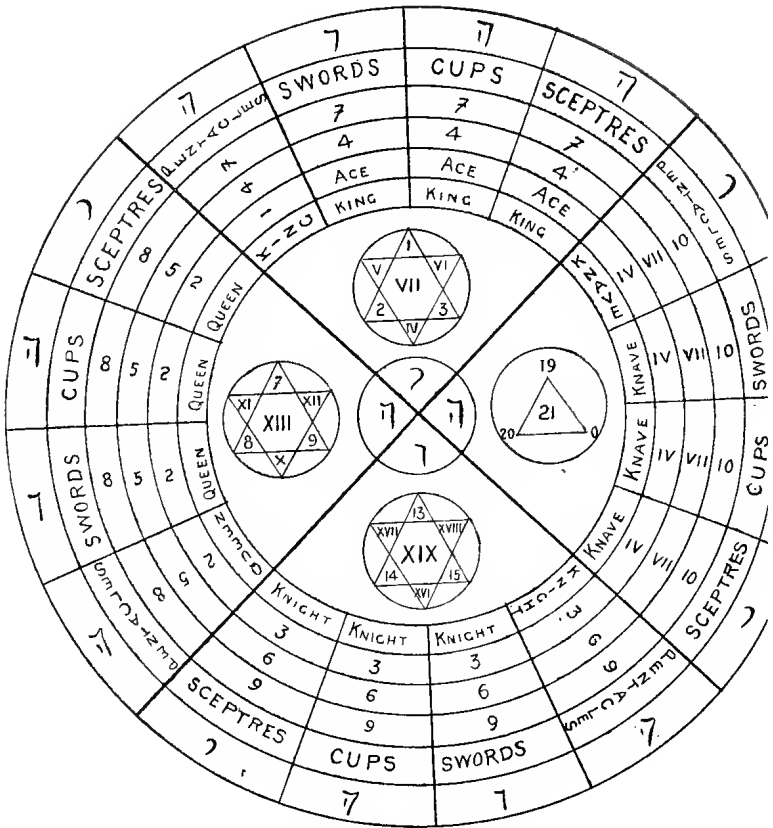 SWORDS
7
4
ACE
KING
ה
CUPS
7
4
ACE
KING
ה
SCEPTRES
7
4
ACE
KING
PENTACLES
10
VII
IV
KNAVE
SWORDS
10
VII
IV
KNAVE
CUPS
10
VII
IV
KNAVE
י
SCEPTRES
10
VII
IV
KNAVE
ה
PENTACLES
9
6
3
KNIGHT
SWORDS
9
6
3
KNIGHT
ה
CUPS
9
6
3
KNIGHT
י
SCEPTRES
9
6
3
KNIGHT
ה
PENTACLES
8
5
2
QUEEN
SWORDS
8
5
2
QUEEN
ה
CUPS
8
5
2
QUEEN
י
SCEPTRES
8
5
2
QUEEN
ה
PENTACLES
7
4
1
KING
1
V VI
VII
2 3
IV
19
21
20 0
7
XI XII
XIII
8 9
X
13
XVII XVIII
XIX
14 15
XVI
י
ה ה